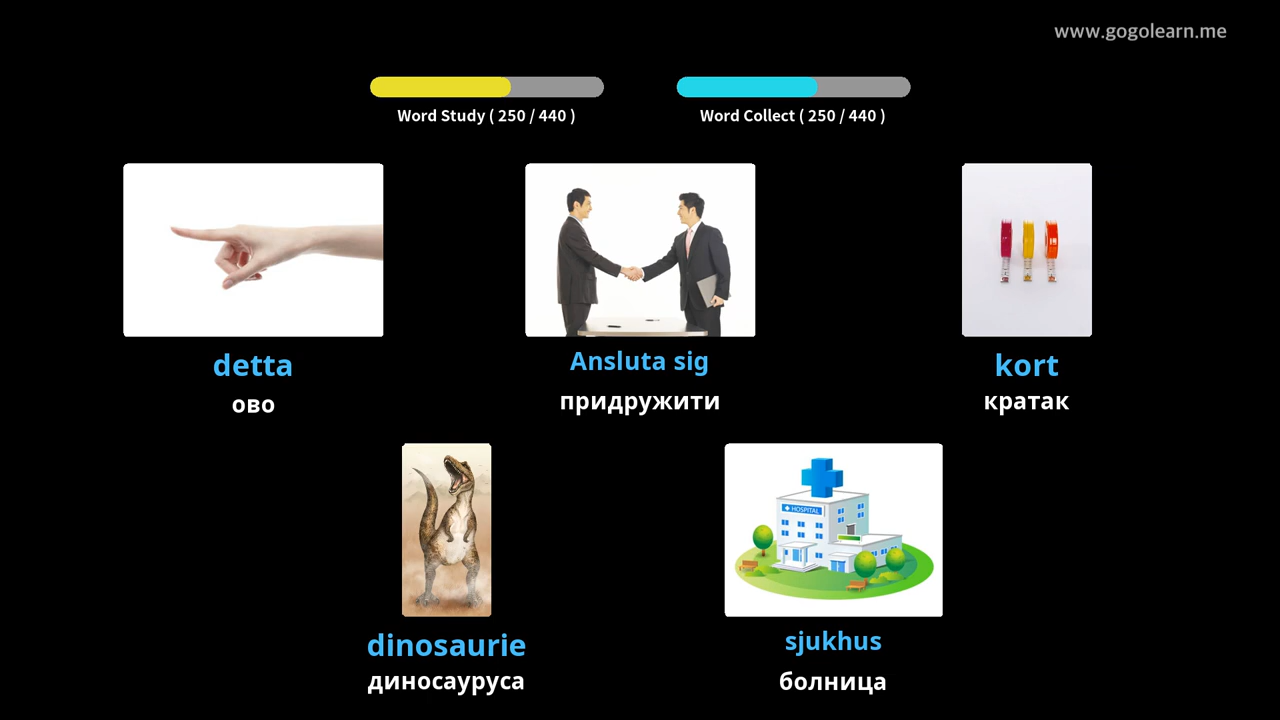 www.gogolearn.me
Word Study ( 250 / 440 )
Word Collect ( 250 / 440 )
detta
ово
Ansluta sig
придружити
kort
кратак
HOSPITAL
dinosaurie
диносауруса
sjukhus
болница